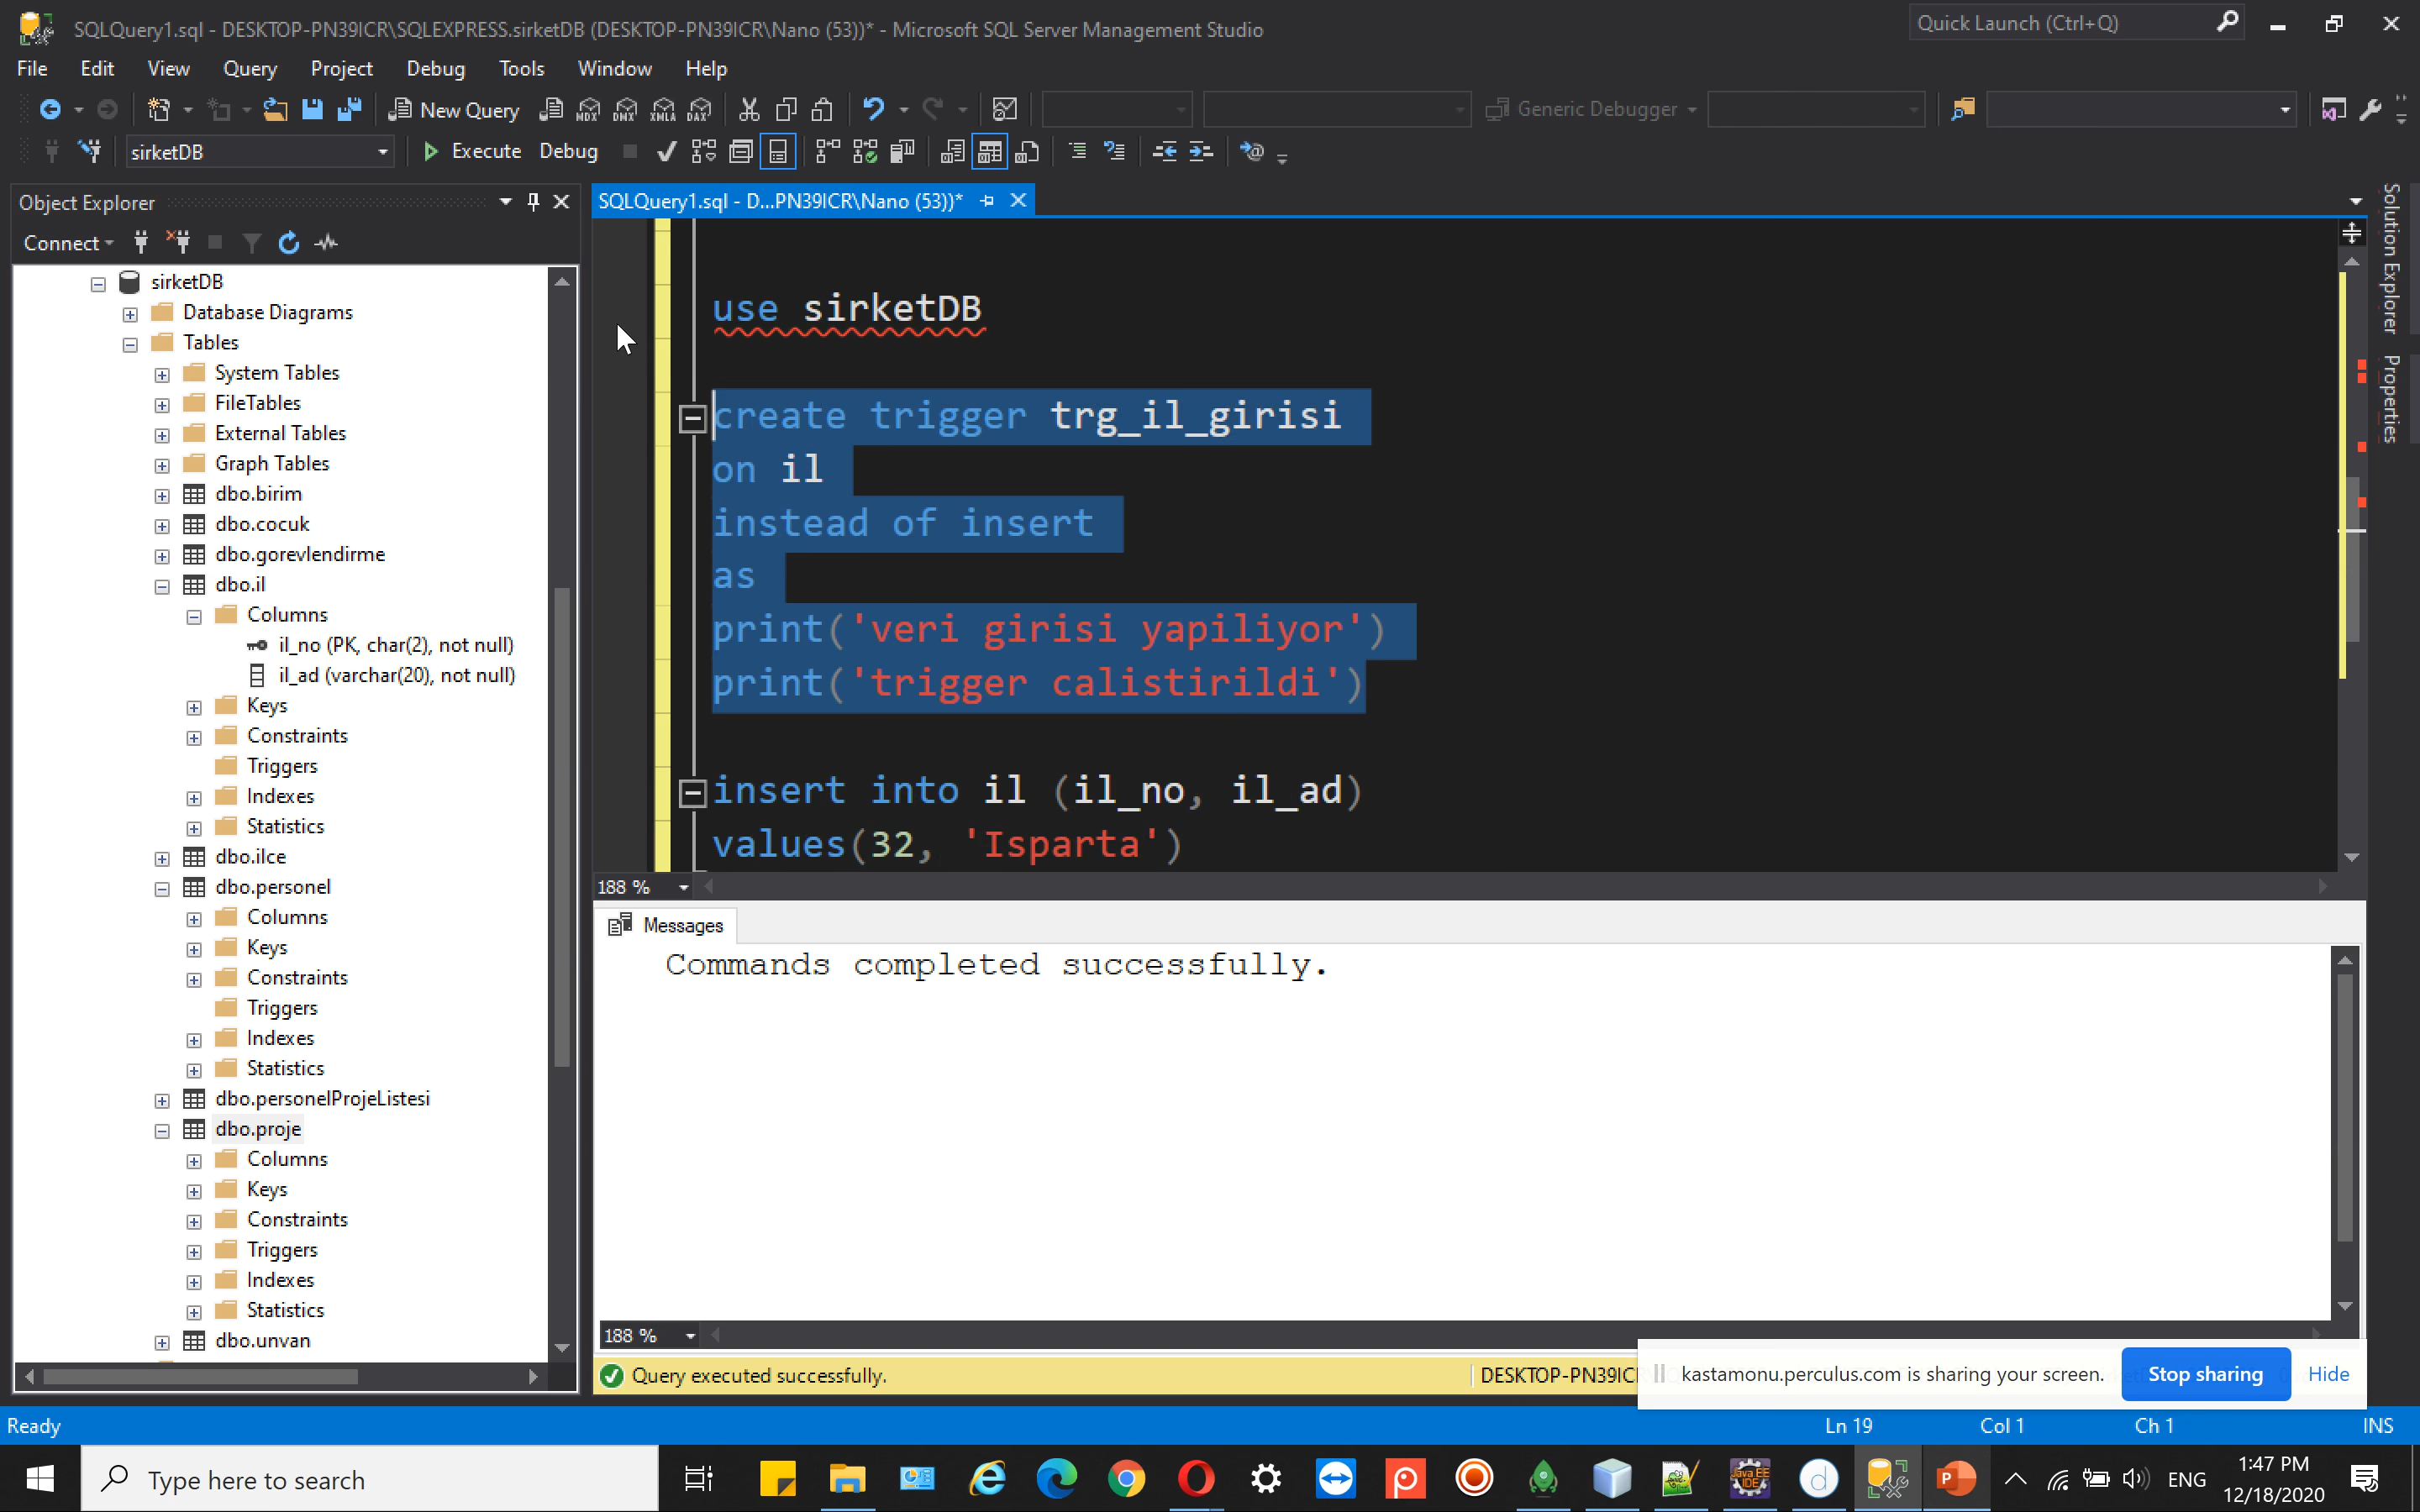 SQLQuery1.sql - DESKTOP-PN39ICR\SQLEXPRESS.sirketDB (DESKTOP-PN39ICR\Nano (53))* - Microsoft SQL Server Management Studio
Quick Launch (Ctrl+Q)
File Edit View Query Project Debug Tools Window Help
New Query MDX DMX XMLA DAX Generic Debugger
sirketDB Execute Debug
Object Explorer
SQLQuery1.sql - D...PN39ICR\Nano (53))*
Connect
sirketDB
Database Diagrams
Tables
System Tables
FileTables
External Tables
Graph Tables
dbo.birim
dbo.cocuk
dbo.gorevlendirme
dbo.il
Columns
il_no (PK, char(2), not null)
il_ad (varchar(20), not null)
Keys
Constraints
Triggers
Indexes
Statistics
dbo.ilce
dbo.personel
Columns
Keys
Constraints
Triggers
Indexes
Statistics
dbo.personelProjeListesi
dbo.proje
Columns
Keys
Constraints
Triggers
Indexes
Statistics
dbo.unvan
use sirketDB
create trigger trg_il_girisi
on il
instead of insert
as
print('veri girisi yapiliyor')
print('trigger calistirildi')
insert into il (il_no, il_ad)
values(32, 'Isparta')
188 %
Messages
Commands completed successfully.
188 %
Query executed successfully.
DESKTOP-PN39IC
kastamonu.perculus.com is sharing your screen.
Stop sharing
Hide
Solution Explorer
Properties
Ready
Ln 19 Col 1 Ch 1 INS
Type here to search
Java EE
IDE
ENG
1:47 PM
12/18/2020